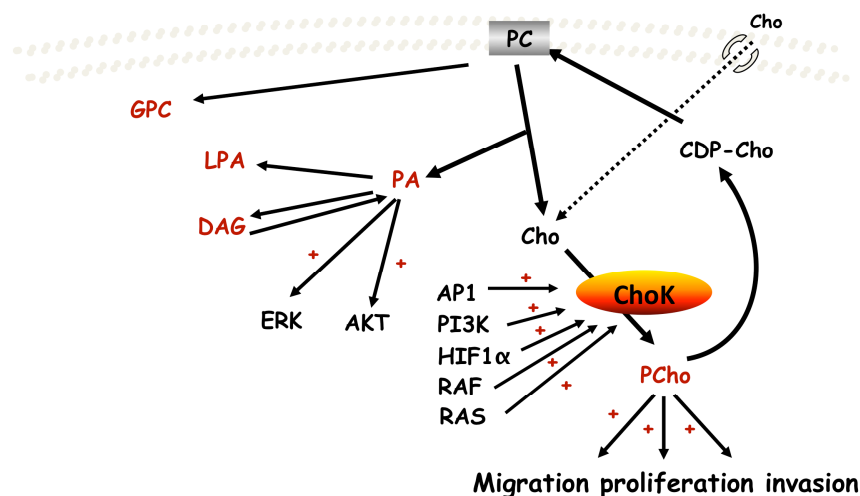 Cho
PC
GPC
CDP-Cho
LPA
PA
DAG
Cho
+
+
+
ChoK
AP1
ERK
AKT
+
PI3K
+
HIF1α
+
PCho
RAF
+
RAS
+
+
+
Migration proliferation invasion